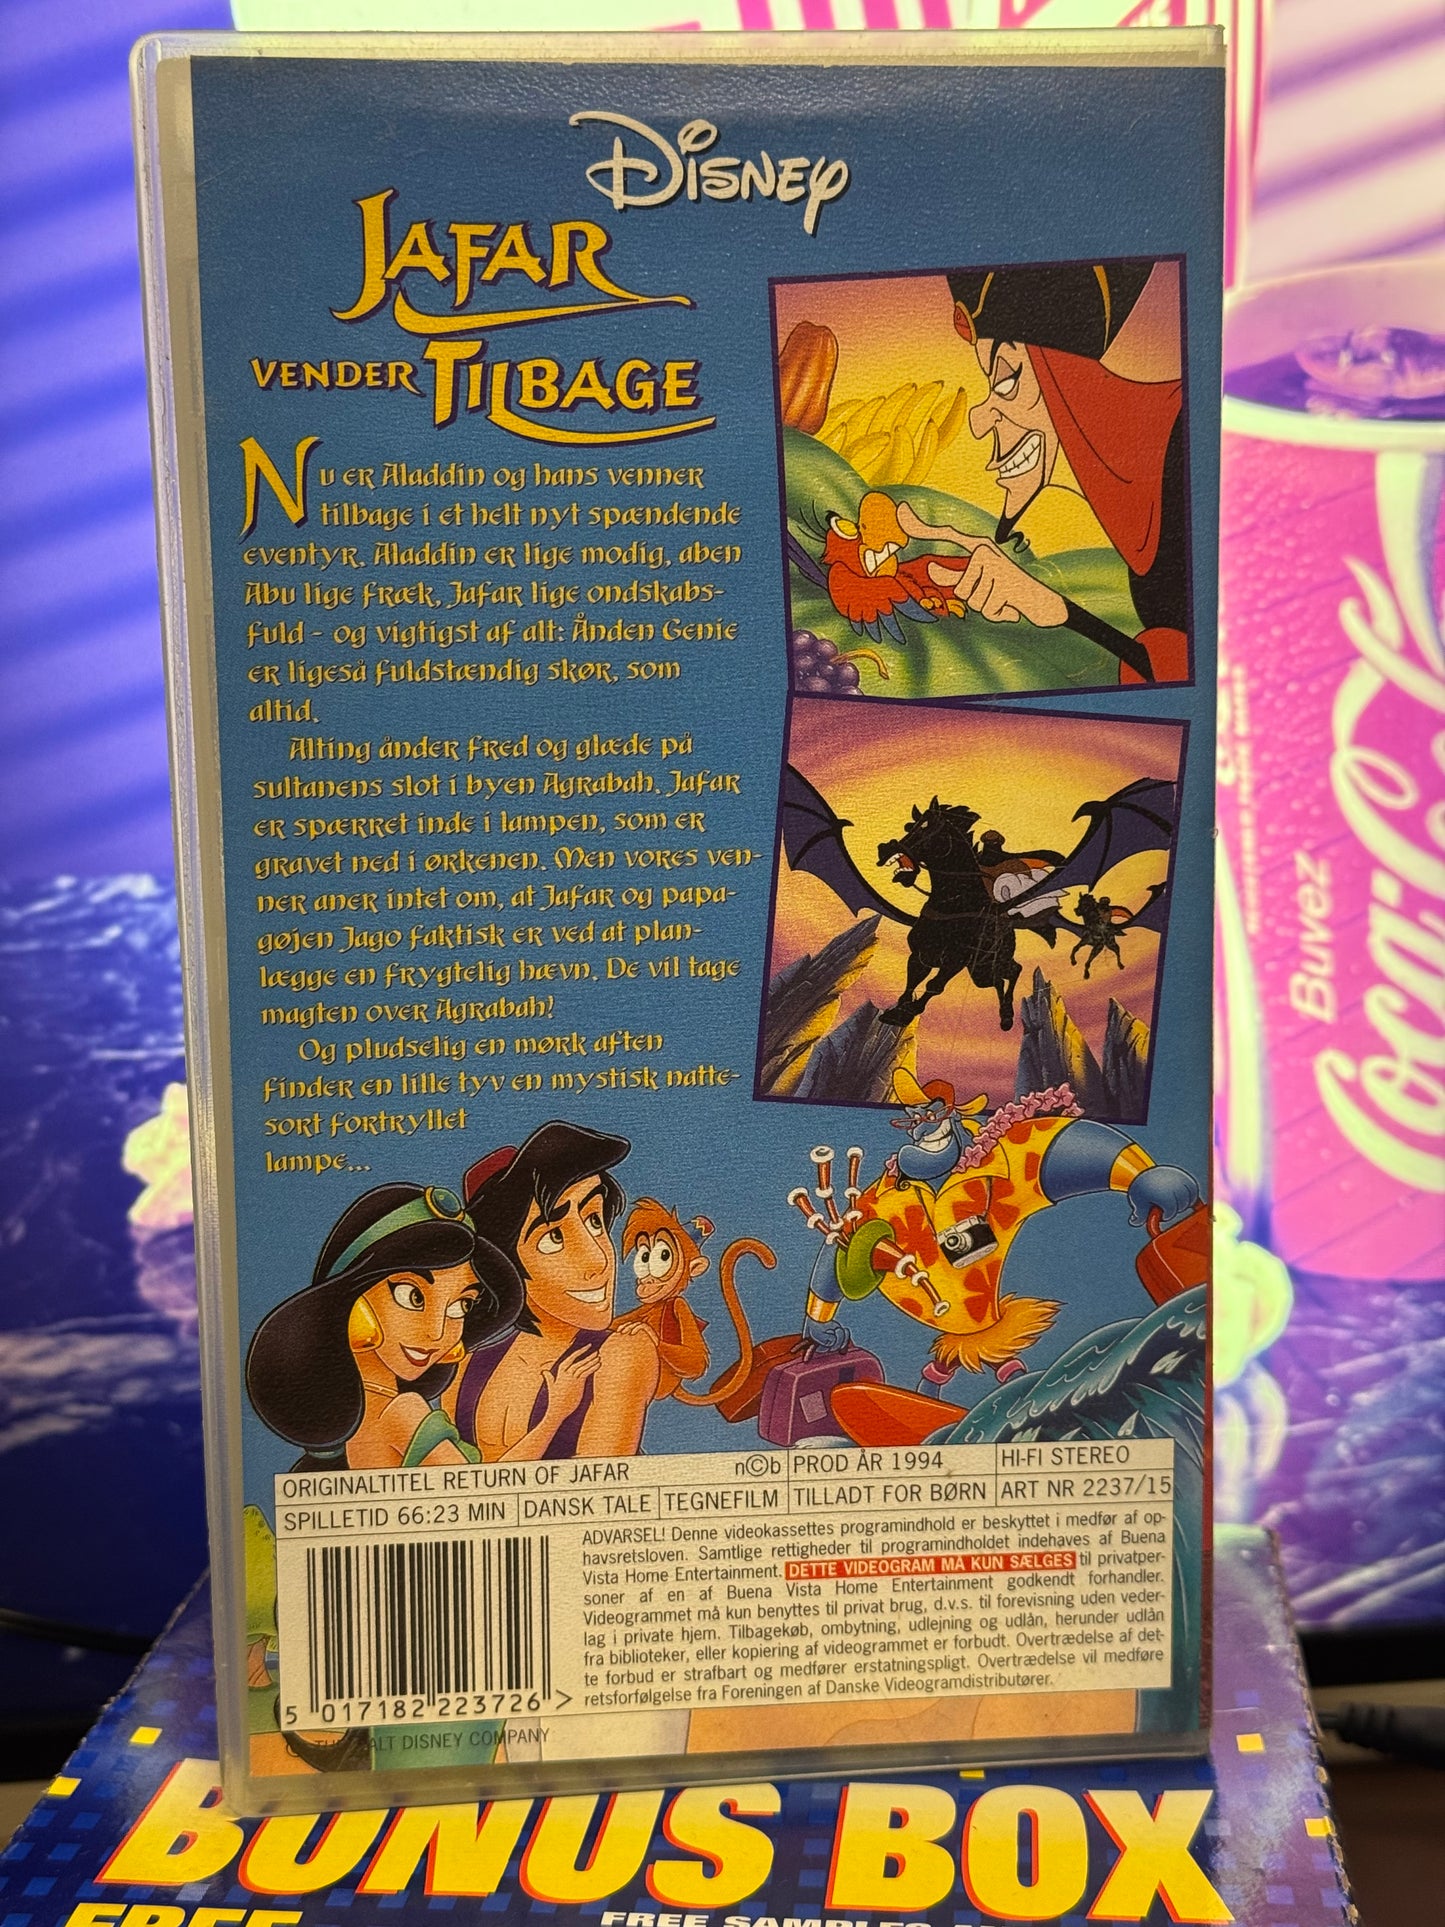 Disney
JAFAR
VENDER TILBAGE
Nu er Aladdin og hans venner
tilbage i et helt nyt spændende
eventyr. Aladdin er lige modig, aben
Abu lige fræk, Jafar lige ondskabs-
fuld - og vigtigst af alt: Ånden Genie
er ligeså fuldstændig skør, som
altid.
Alting ånder fred og glæde på
sultanens slot i byen Agrabah. Jafar
er spærret inde i lampen, som er
gravet ned i ørkenen. Men vores ven-
ner aner intet om, at Jafar og papa-
gøjen Jago faktisk er ved at plan-
lægge en frygtelig hævn. De vil tage
magten over Agrabah!
Og pludselig en mørk aften
finder en lille tyv en mystisk natte-
sort fortryllet
lampe...
ORIGINALTITEL RETURN OF JAFAR n©b PROD ÅR 1994 HI-FI STEREO
SPILLETID 66:23 MIN DANSK TALE TEGNEFILM TILLADT FOR BØRN ART NR 2237/15
ADVARSEL! Denne videokassettes programindhold er beskyttet i medfør af op-
havsretsloven. Samtlige rettigheder til programindholdet indehaves af Buena
Vista Home Entertainment. DETTE VIDEOGRAM MÅ KUN SÆLGES til privatper-
soner af en af Buena Vista Home Entertainment godkendt forhandler.
Videogrammet må kun benyttes til privat brug, d.v.s. til forevisning uden veder-
lag i private hjem. Tilbagekøb, ombytning, udlejning og udlån, herunder udlån
fra biblioteker, eller kopiering af videogrammet er forbudt. Overtrædelse af det-
te forbud er strafbart og medfører erstatningspligt. Overtrædelse vil medføre
retsforfølgelse fra Foreningen af Danske Videogramdistributører.
5 017182 223726 >
© THE WALT DISNEY COMPANY
Buvez
Coca-Cola
BONUS BOX
FREE
FREE SAMPLES